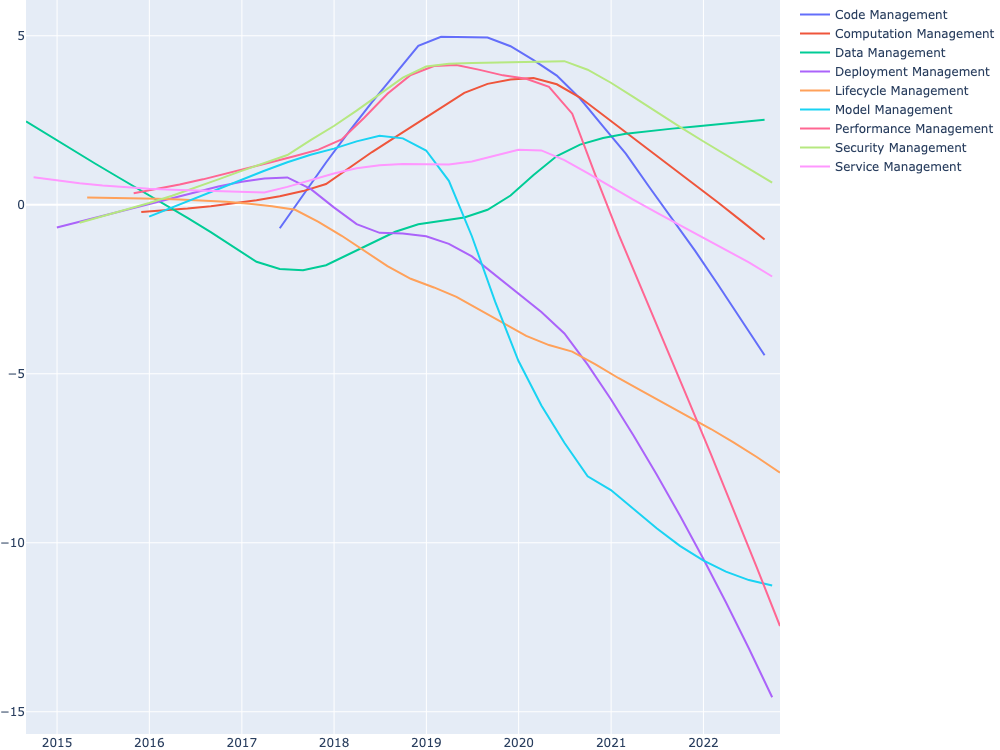 5
0
−5
−10
−15
2015 2016 2017 2018 2019 2020 2021 2022
Code Management
Computation Management
Data Management
Deployment Management
Lifecycle Management
Model Management
Performance Management
Security Management
Service Management